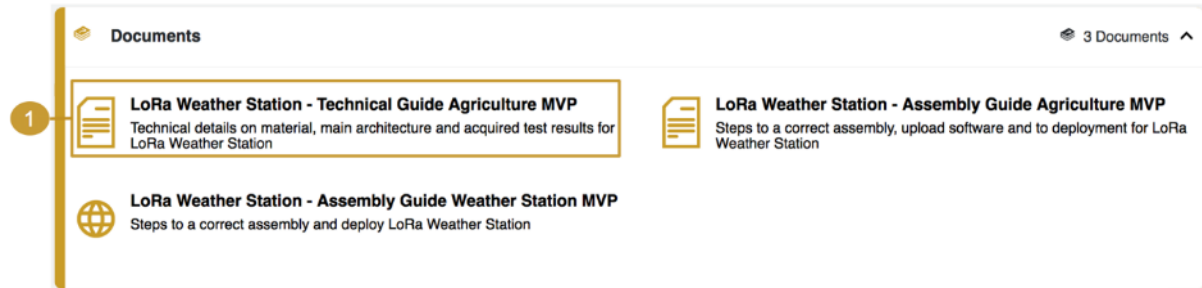 Documents
3 Documents
1
LoRa Weather Station - Technical Guide Agriculture MVP
Technical details on material, main architecture and acquired test results for
LoRa Weather Station
LoRa Weather Station - Assembly Guide Agriculture MVP
Steps to a correct assembly, upload software and to deployment for LoRa
Weather Station
LoRa Weather Station - Assembly Guide Weather Station MVP
Steps to a correct assembly and deploy LoRa Weather Station